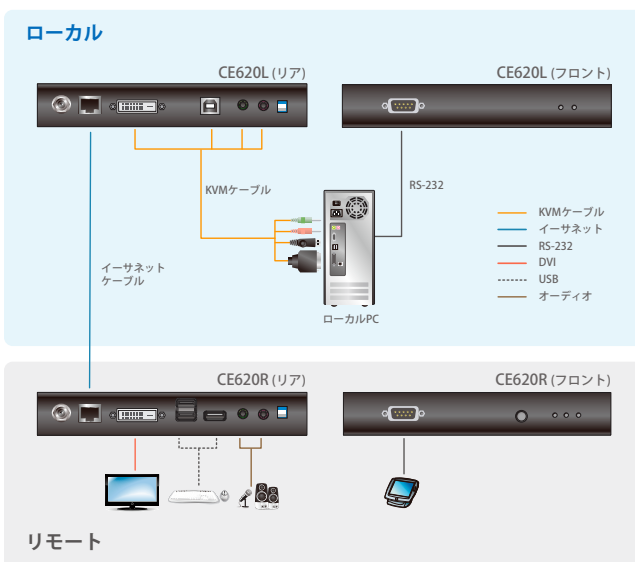 ローカル
CE620L (リア)
CE620L (フロント)
KVMケーブル
RS-232
KVMケーブル
イーサネット
RS-232
DVI
USB
オーディオ
イーサネット
ケーブル
ローカルPC
CE620R (リア)
CE620R (フロント)
リモート